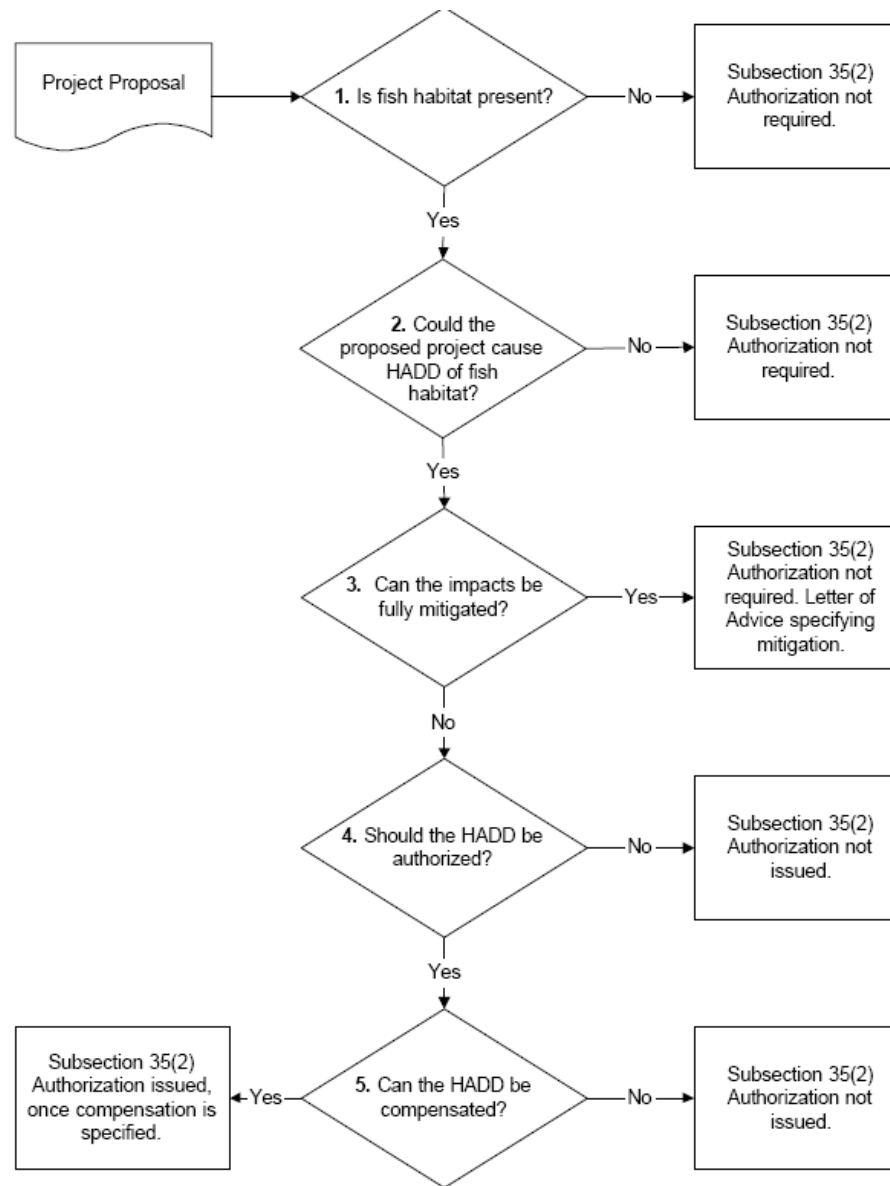 Project Proposal
1. Is fish habitat present?
No
Subsection 35(2)
Authorization not
required.
Yes
2. Could the
proposed project cause
HADD of fish
habitat?
No
Subsection 35(2)
Authorization not
required.
Yes
3. Can the impacts be
fully mitigated?
Yes
Subsection 35(2)
Authorization not
required. Letter of
Advice specifying
mitigation.
No
4. Should the HADD be
authorized?
No
Subsection 35(2)
Authorization not
issued.
Yes
Subsection 35(2)
Authorization issued,
once compensation is
specified.
Yes
5. Can the HADD be
compensated?
No
Subsection 35(2)
Authorization not
issued.